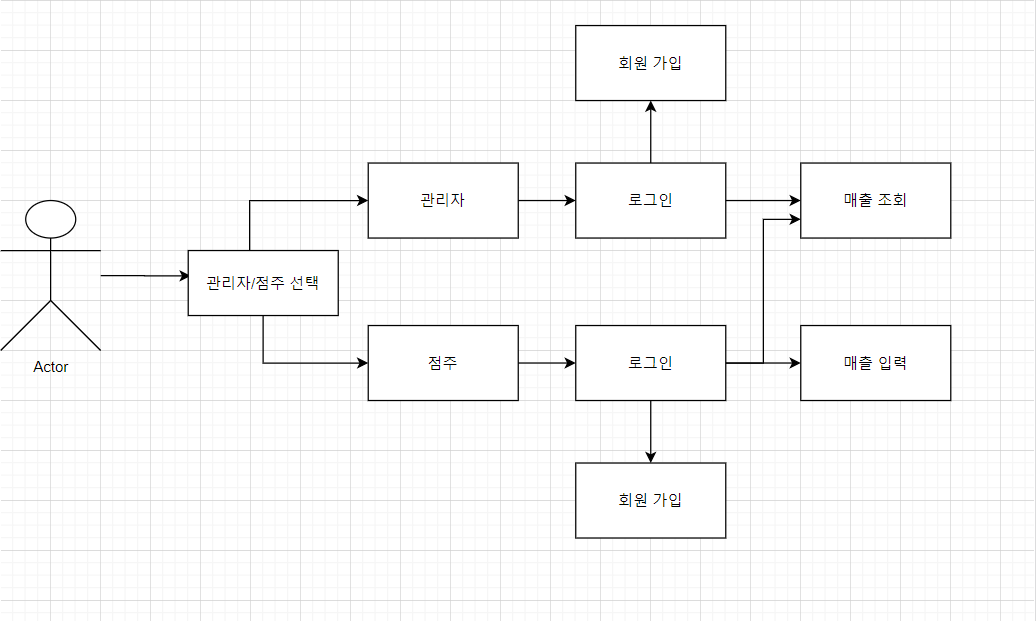 회원 가입
관리자
로그인
매출 조회
관리자/점주 선택
Actor
점주
로그인
매출 입력
회원 가입